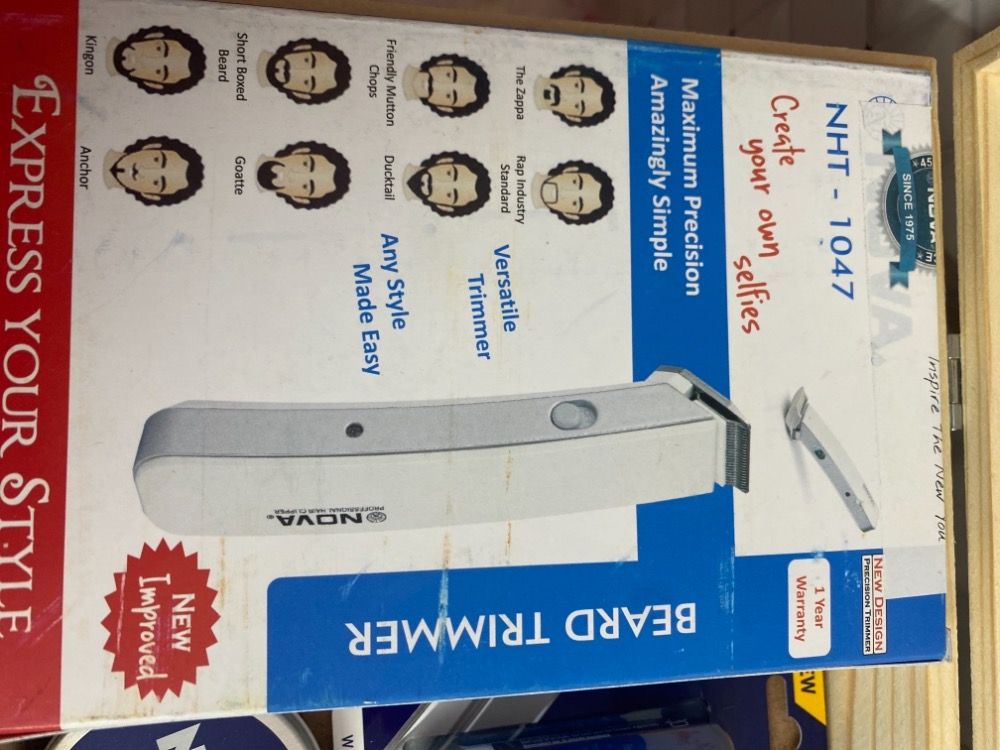 NOVA
SINCE 1975
Inspire The New You
NHT - 1047
Create
your own
selfies
NEW DESIGN
PRECISION TRIMMER
1 Year
Warranty
Maximum Precision
Amazingly Simple
The Zappa
Rap Industry
Standard
Friendly Mutton
Chops
Ducktail
Short Boxed
Beard
Goatte
Kingon
Anchor
Versatile
Trimmer
Any Style
Made Easy
NOVA®
PROFESSIONAL HAIR CLIPPER
BEARD TRIMMER
NEW
Improved
EXPRESS YOUR STYLE